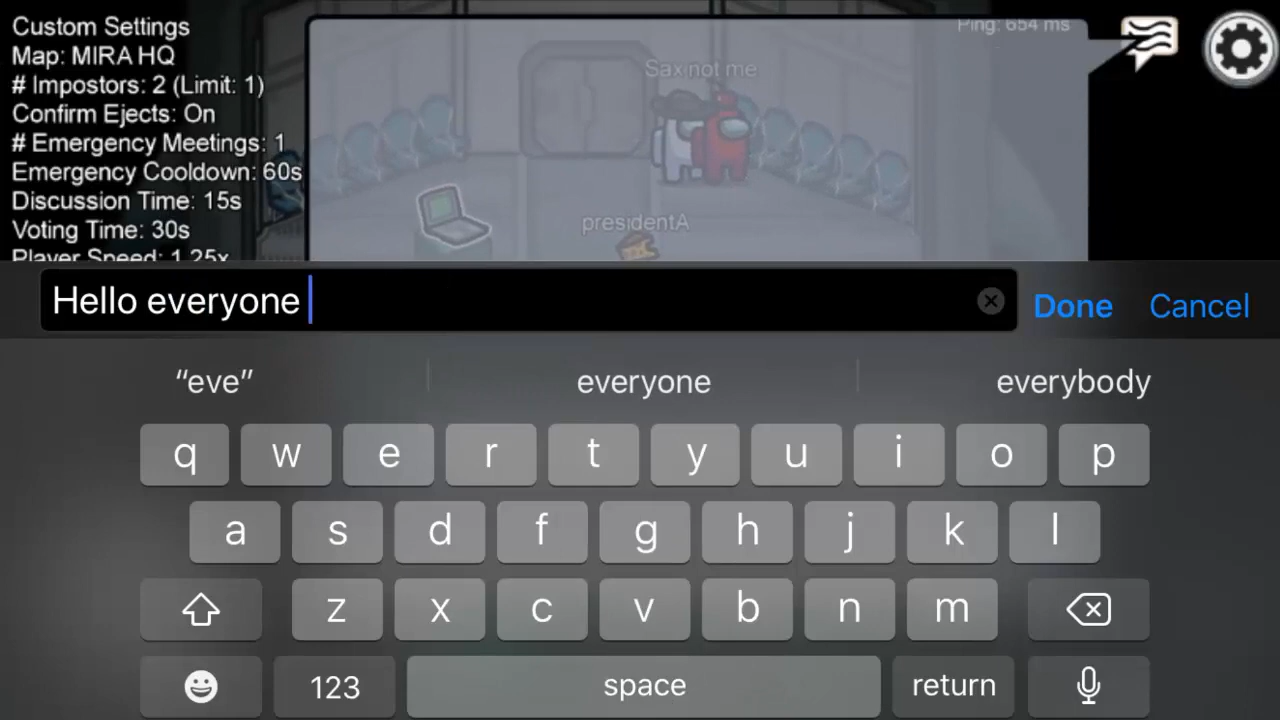 Custom Settings
Map: MIRA HQ
# Impostors: 2 (Limit: 1)
Confirm Ejects: On
# Emergency Meetings: 1
Emergency Cooldown: 60s
Discussion Time: 15s
Voting Time: 30s
Player Speed: 1.25x
Ping: 654 ms
Sax not me
presidentA
Hello everyone
Done
Cancel
“eve”
everyone
everybody
q w e r t y u i o p
a s d f g h j k l
z x c v b n m
123
space
return